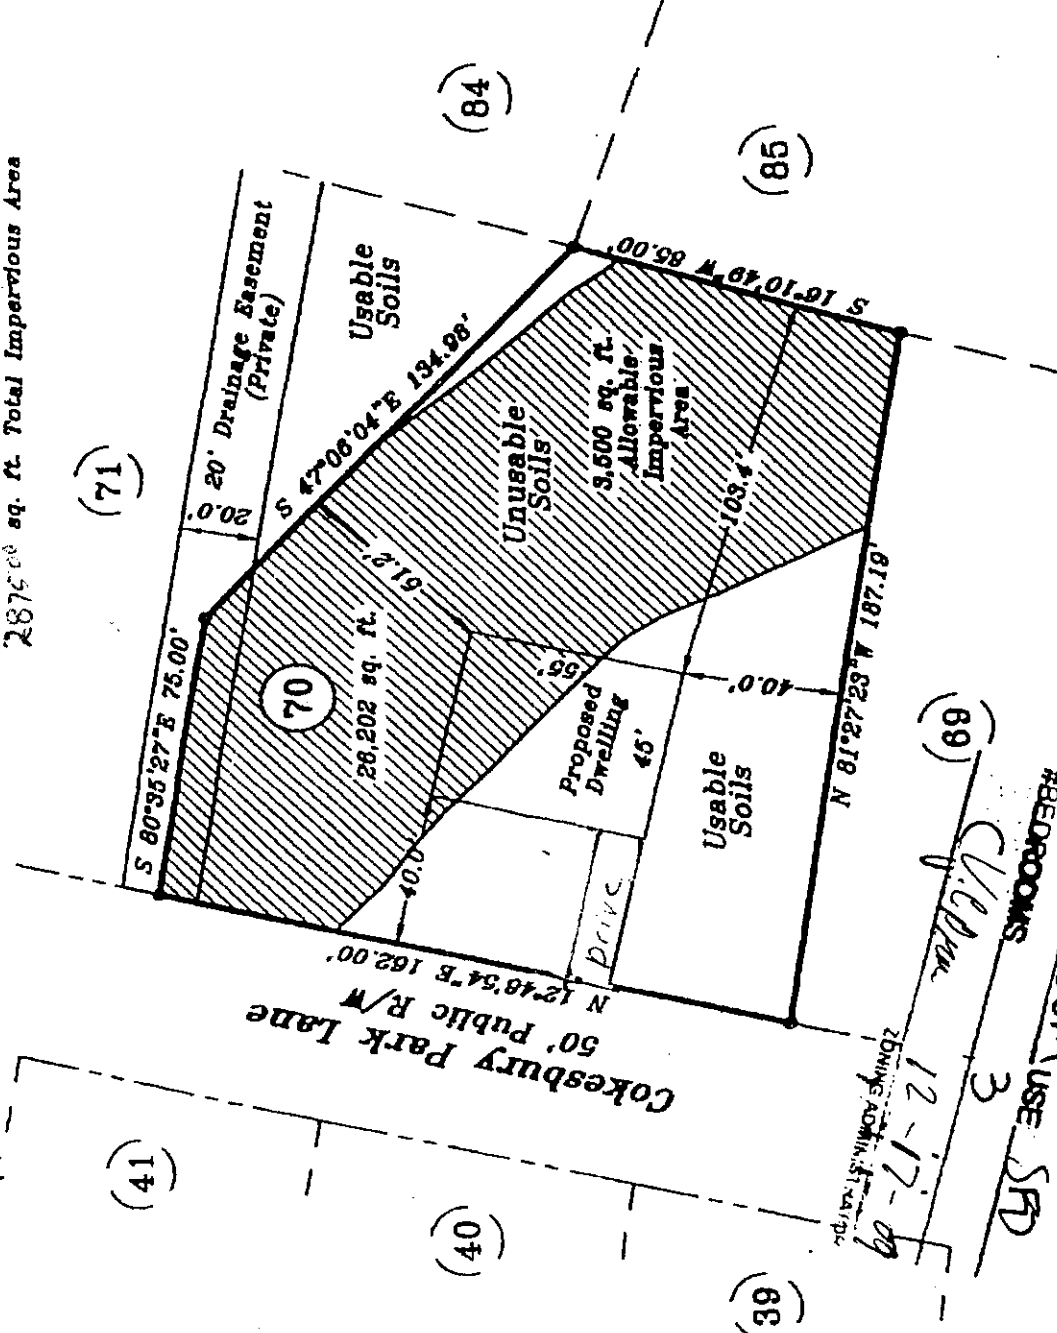 sq. ft. Total Impervious Area
(84)
(85)
(71)
20' Drainage Easement
(Private)
20.0'
Usable
Soils
S 80°35'27"E 75.00'
S 47°06'04"E 134.98'
S 16°10'49"W 85.00'
70
28,202 sq. ft.
51.2'
Unusable
Soils
3,500 sq. ft.
Allowable
Impervious
Area
103.4'
55'
Proposed
Dwelling
45'
40.0'
40.0
Usable
Soils
Drive
N 81°27'23"W 187.19'
N 12°48'54"E 162.00'
50' Public R/W
Cokesbury Park Lane
(69)
(41)
(40)
(39)
USE SFD
#BEDROOMS 3
12-17-09
ZONING ADMINISTRATOR